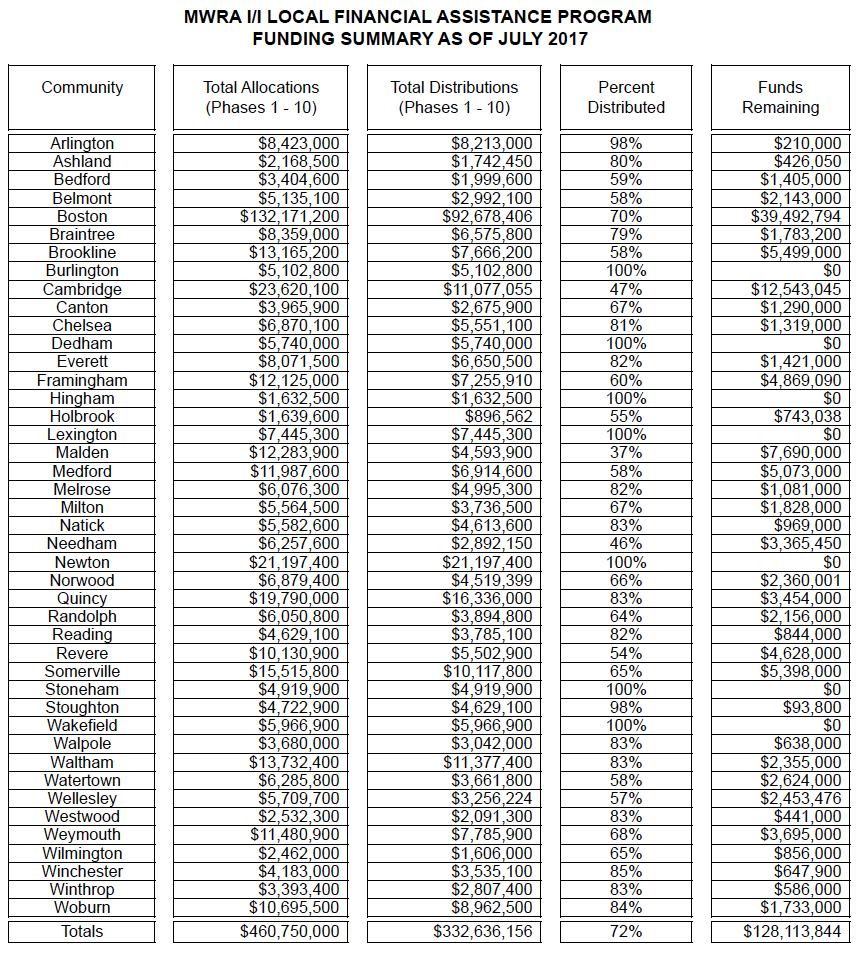 MWRA I/I LOCAL FINANCIAL ASSISTANCE PROGRAM
FUNDING SUMMARY AS OF JULY 2017
Community Total Allocations (Phases 1 - 10) Total Distributions (Phases 1 - 10) Percent Distributed Funds Remaining
Arlington $8,423,000 $8,213,000 98% $210,000
Ashland $2,168,500 $1,742,450 80% $426,050
Bedford $3,404,600 $1,999,600 59% $1,405,000
Belmont $5,135,100 $2,992,100 58% $2,143,000
Boston $132,171,200 $92,678,406 70% $39,492,794
Braintree $8,359,000 $6,575,800 79% $1,783,200
Brookline $13,165,200 $7,666,200 58% $5,499,000
Burlington $5,102,800 $5,102,800 100% $0
Cambridge $23,620,100 $11,077,055 47% $12,543,045
Canton $3,965,900 $2,675,900 67% $1,290,000
Chelsea $6,870,100 $5,551,100 81% $1,319,000
Dedham $5,740,000 $5,740,000 100% $0
Everett $8,071,500 $6,650,500 82% $1,421,000
Framingham $12,125,000 $7,255,910 60% $4,869,090
Hingham $1,632,500 $1,632,500 100% $0
Holbrook $1,639,600 $896,562 55% $743,038
Lexington $7,445,300 $7,445,300 100% $0
Malden $12,283,900 $4,593,900 37% $7,690,000
Medford $11,987,600 $6,914,600 58% $5,073,000
Melrose $6,076,300 $4,995,300 82% $1,081,000
Milton $5,564,500 $3,736,500 67% $1,828,000
Natick $5,582,600 $4,613,600 83% $969,000
Needham $6,257,600 $2,892,150 46% $3,365,450
Newton $21,197,400 $21,197,400 100% $0
Norwood $6,879,400 $4,519,399 66% $2,360,001
Quincy $19,790,000 $16,336,000 83% $3,454,000
Randolph $6,050,800 $3,894,800 64% $2,156,000
Reading $4,629,100 $3,785,100 82% $844,000
Revere $10,130,900 $5,502,900 54% $4,628,000
Somerville $15,515,800 $10,117,800 65% $5,398,000
Stoneham $4,919,900 $4,919,900 100% $0
Stoughton $4,722,900 $4,629,100 98% $93,800
Wakefield $5,966,900 $5,966,900 100% $0
Walpole $3,680,000 $3,042,000 83% $638,000
Waltham $13,732,400 $11,377,400 83% $2,355,000
Watertown $6,285,800 $3,661,800 58% $2,624,000
Wellesley $5,709,700 $3,256,224 57% $2,453,476
Westwood $2,532,300 $2,091,300 83% $441,000
Weymouth $11,480,900 $7,785,900 68% $3,695,000
Wilmington $2,462,000 $1,606,000 65% $856,000
Winchester $4,183,000 $3,535,100 85% $647,900
Winthrop $3,393,400 $2,807,400 83% $586,000
Woburn $10,695,500 $8,962,500 84% $1,733,000
Totals $460,750,000 $332,636,156 72% $128,113,844